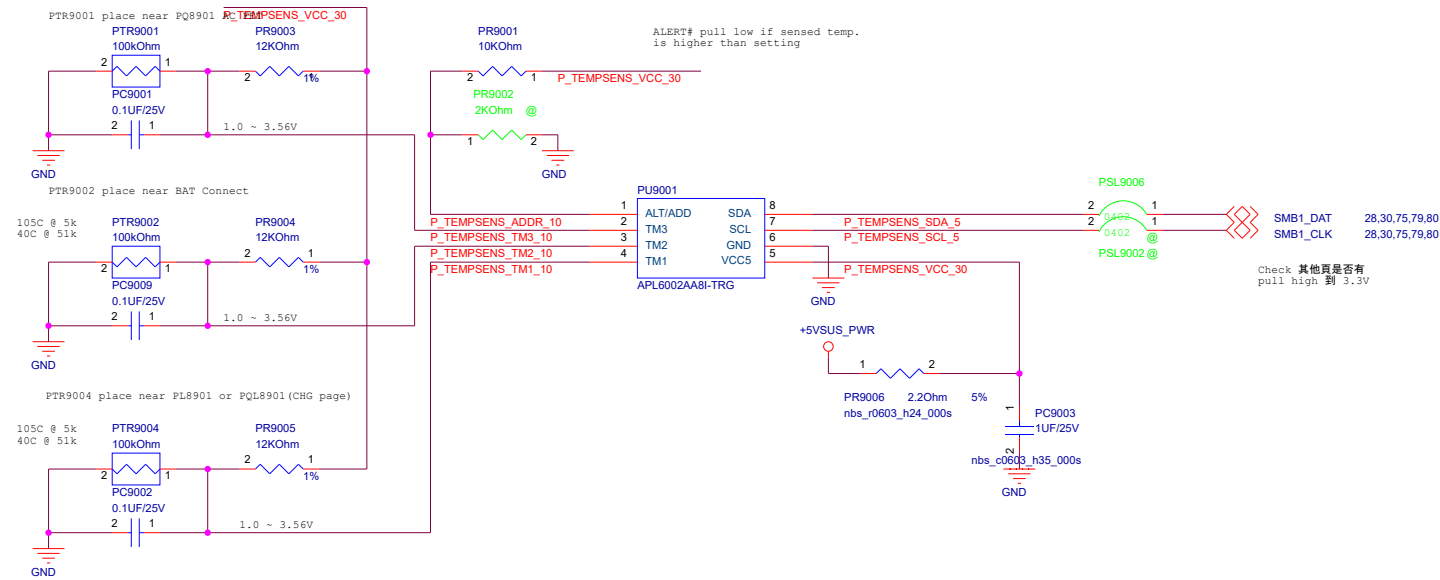 PTR9001 place near PQ8901 AC
P_TEMPSENS_VCC_30
PTR9001
100kOhm
2
1
PR9003
12KOhm
2
1
1%
PC9001
0.1UF/25V
2
1
1.0 ~ 3.56V
GND
PR9001
10KOhm
2
1
P_TEMPSENS_VCC_30
PR9002
2KOhm @
1
2
GND
ALERT# pull low if sensed temp.
is higher than setting
PTR9002 place near BAT Connect
105C @ 5k
40C @ 51k
PTR9002
100kOhm
2
1
PR9004
12KOhm
2
1
1%
PC9009
0.1UF/25V
2
1
1.0 ~ 3.56V
GND
P_TEMPSENS_ADDR_10
P_TEMPSENS_TM3_10
P_TEMPSENS_TM2_10
P_TEMPSENS_TM1_10
PU9001
1 ALT/ADD SDA 8
2 TM3 SCL 7
3 TM2 GND 6
4 TM1 VCC5 5
APL6002AA8I-TRG
P_TEMPSENS_SDA_5
P_TEMPSENS_SCL_5
P_TEMPSENS_VCC_30
GND
PSL9006
2 0402 1
2 0402 1
@
PSL9002 @
SMB1_DAT 28,30,75,79,80
SMB1_CLK 28,30,75,79,80
Check 其他頁是否有
pull high 到 3.3V
+5VSUS_PWR
1
2
PR9006 2.2Ohm 5%
nbs_r0603_h24_000s
1
PC9003
1UF/25V
2
nbs_c0603_h35_000s
GND
PTR9004 place near PL8901 or PQL8901(CHG page)
105C @ 5k
40C @ 51k
PTR9004
100kOhm
2
1
PR9005
12KOhm
2
1
1%
PC9002
0.1UF/25V
2
1
1.0 ~ 3.56V
GND